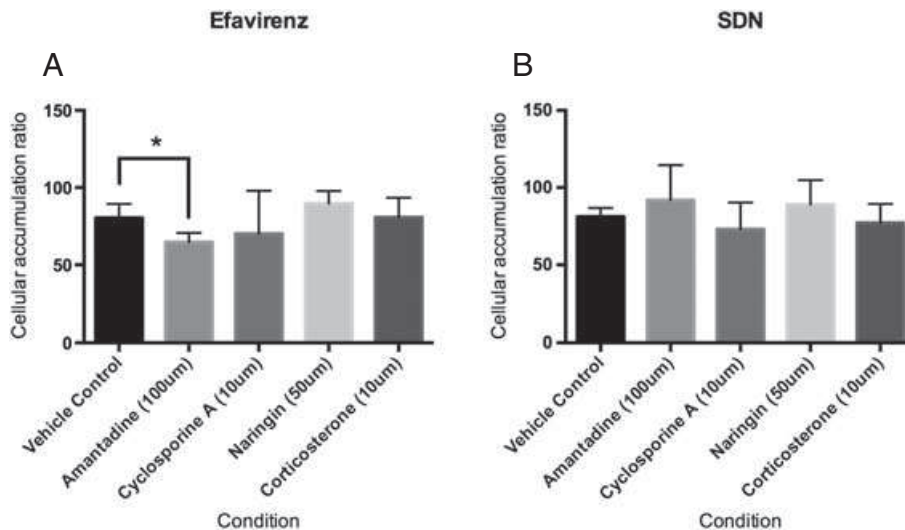 Efavirenz
A
Cellular accumulation ratio
150
100
50
0
*
Vehicle Control
Amantadine (100um)
Cyclosporine A (10um)
Naringin (50um)
Corticosterone (10um)
Condition
SDN
B
Cellular accumulation ratio
150
100
50
0
Vehicle Control
Amantadine (100um)
Cyclosporine A (10um)
Naringin (50um)
Corticosterone (10um)
Condition